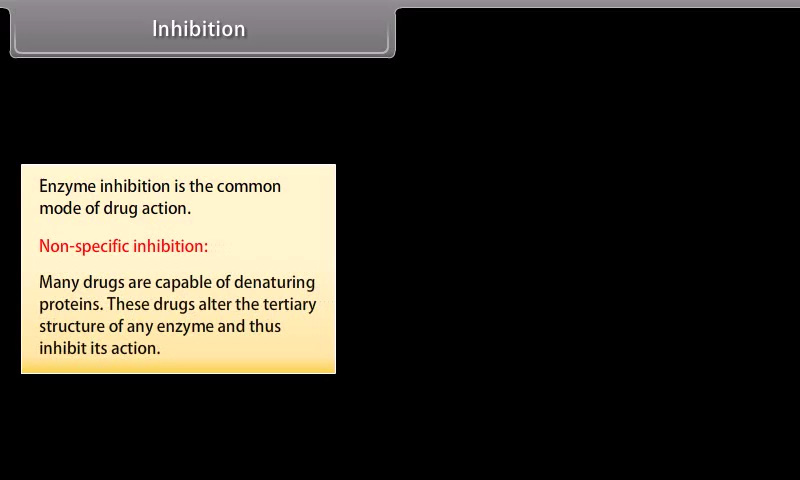 Inhibition
Enzyme inhibition is the common
mode of drug action.
Non-specific inhibition:
Many drugs are capable of denaturing
proteins. These drugs alter the tertiary
structure of any enzyme and thus
inhibit its action.